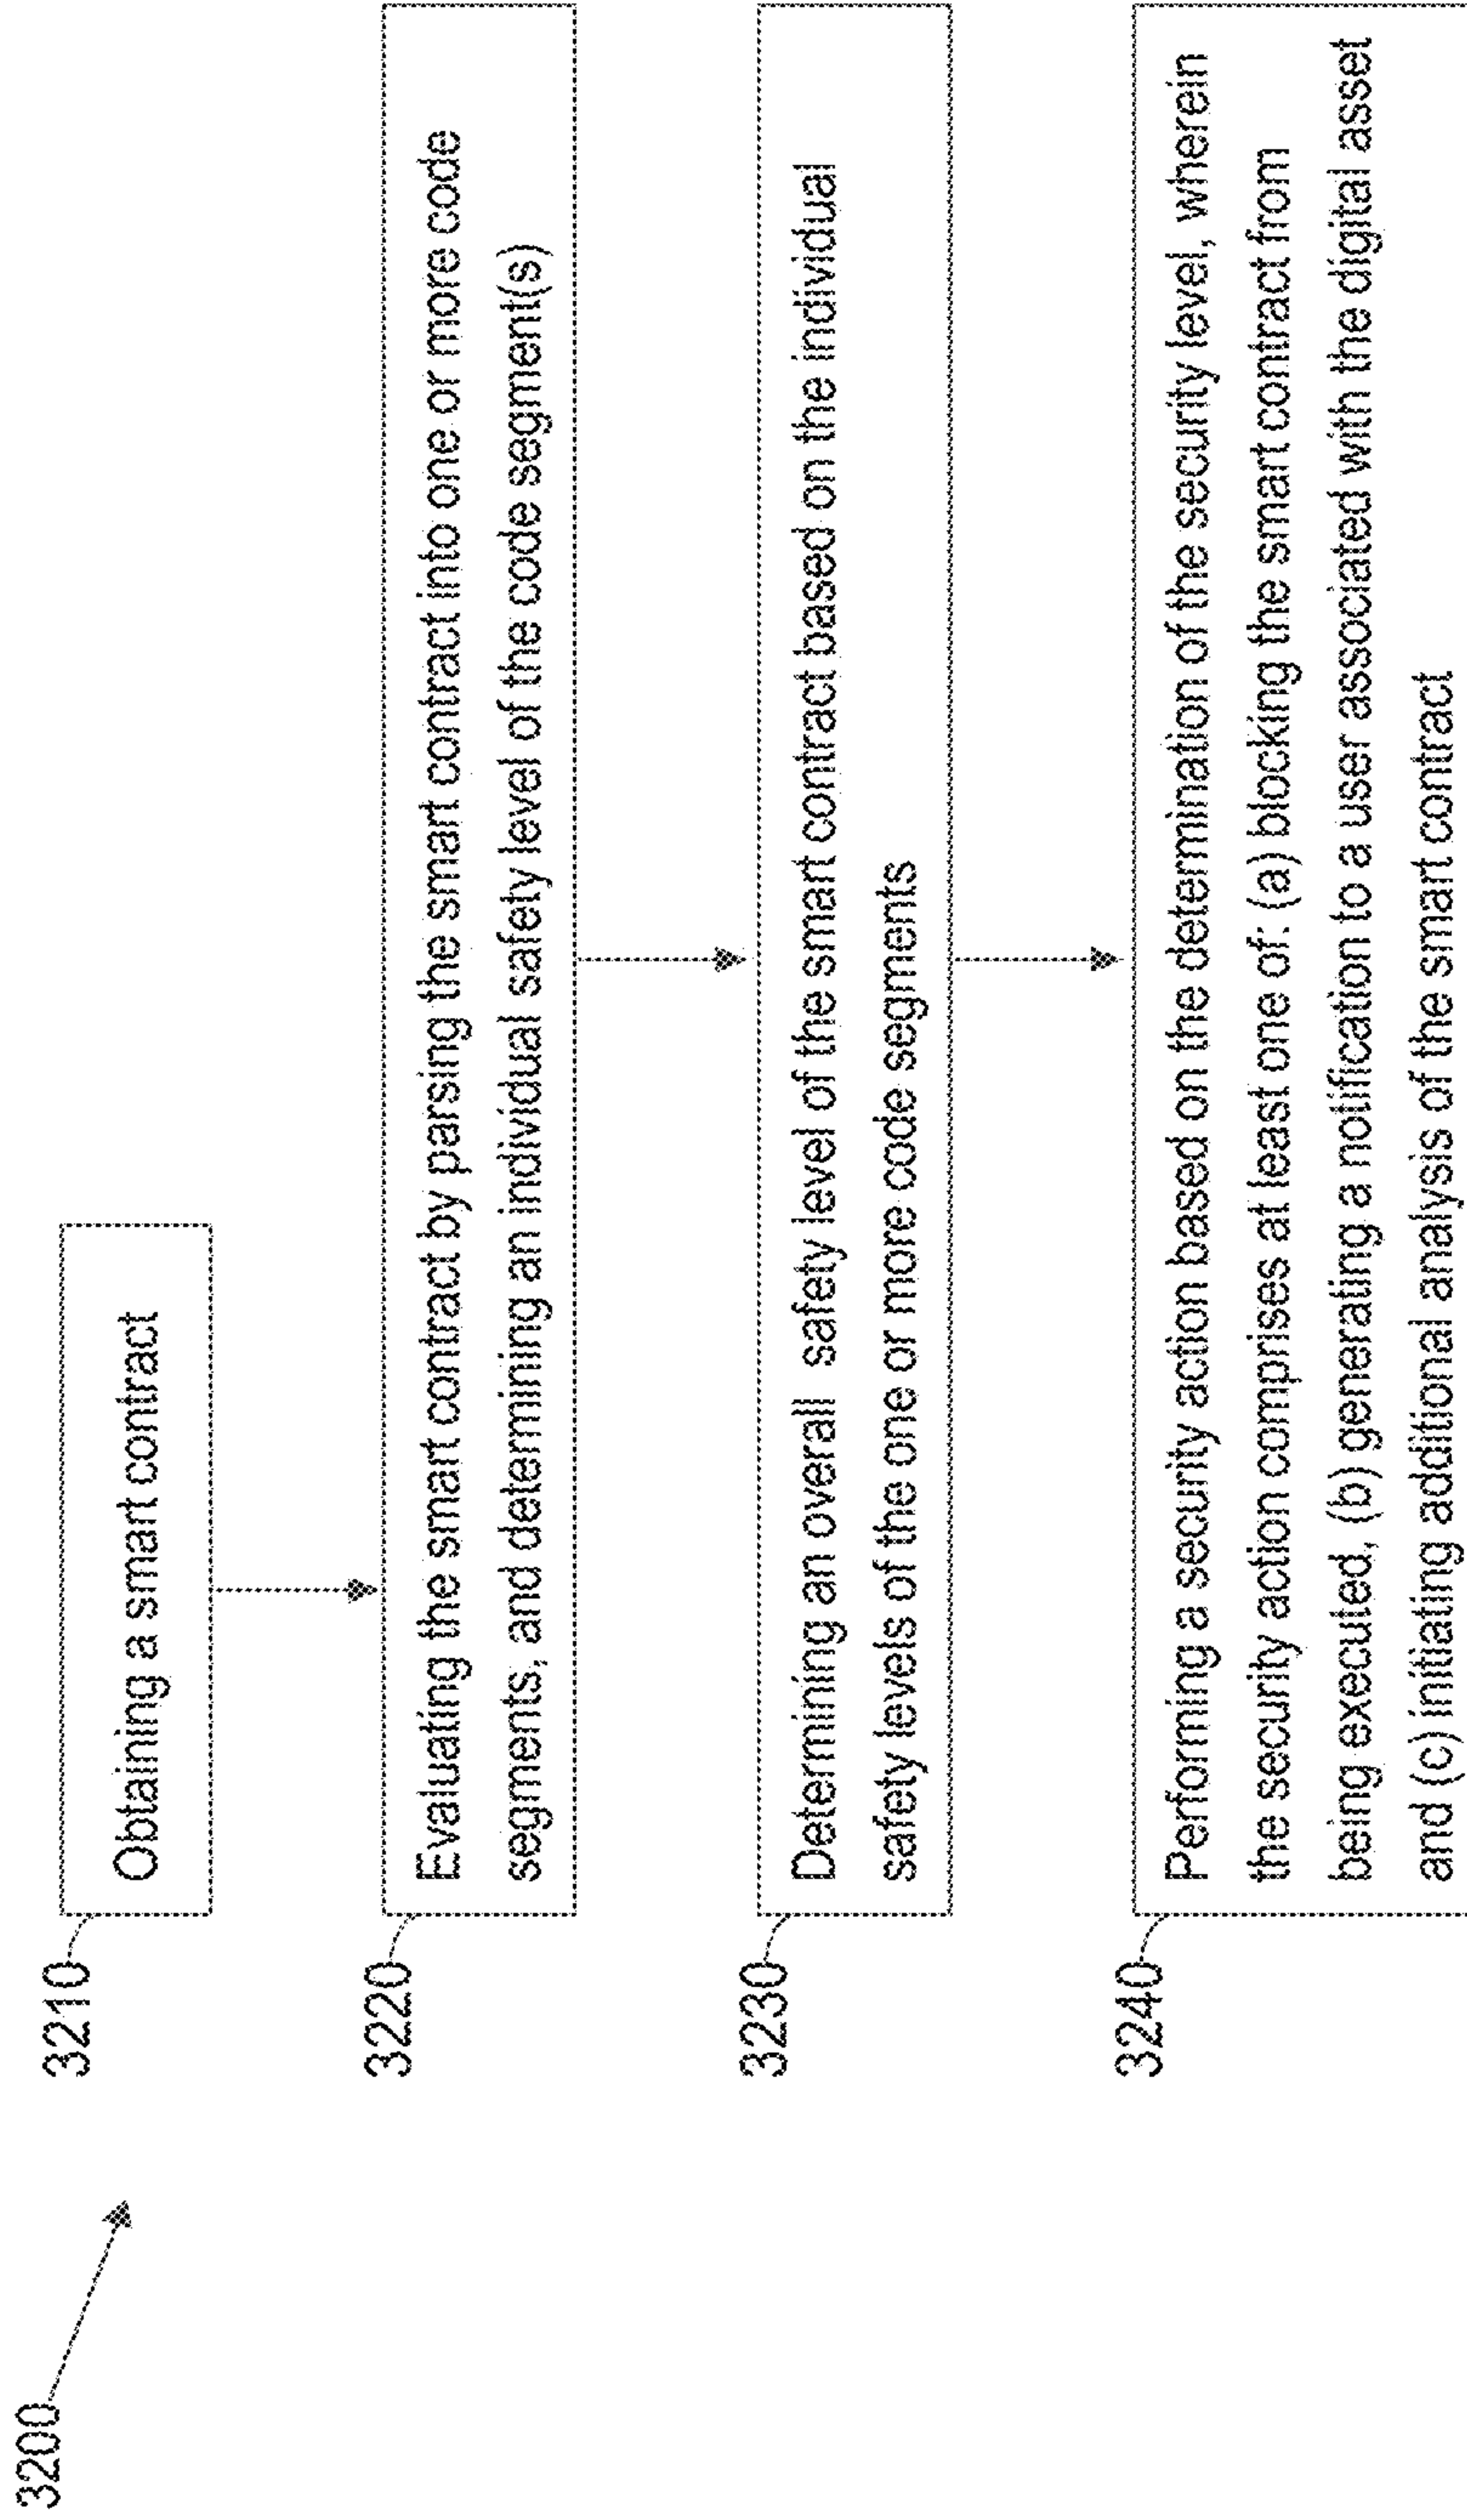 3200
3210
Obtaining a smart contract
3220
Evaluating the smart contract by parsing the smart contract into one or more code
segments, and determining an individual safety level of the code segment(s)
3230
Determining an overall safety level of the smart contract based on the individual
safety levels of the one or more code segments
3240
Performing a security action based on the determination of the security level, wherein
the security action comprises at least one of: (a) blocking the smart contract from
being executed, (b) generating a notification to a user associated with the digital asset
and (c) initiating additional analysis of the smart contract